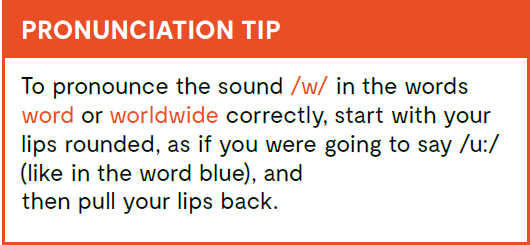 PRONUNCIATION TIP
To pronounce the sound /w/ in the words
word or worldwide correctly, start with your
lips rounded, as if you were going to say /u:/
(like in the word blue), and
then pull your lips back.